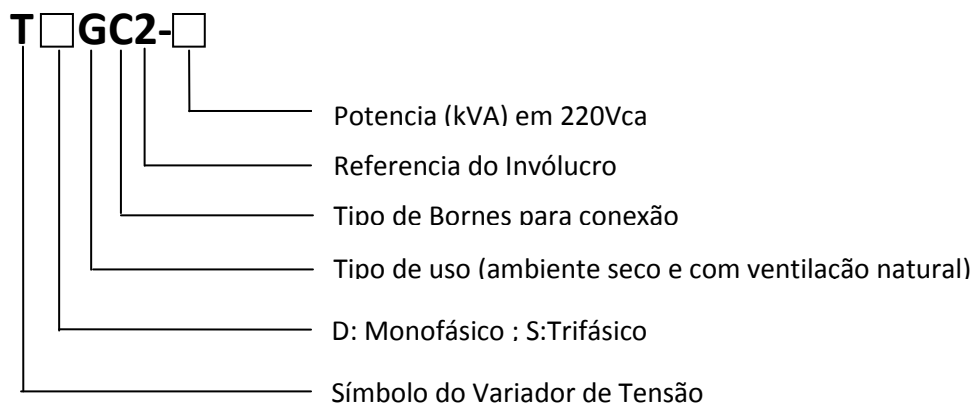 T□GC2-□
Potencia (kVA) em 220Vca
Referencia do Invólucro
Tipo de Bornes para conexão
Tipo de uso (ambiente seco e com ventilação natural)
D: Monofásico ; S:Trifásico
Símbolo do Variador de Tensão